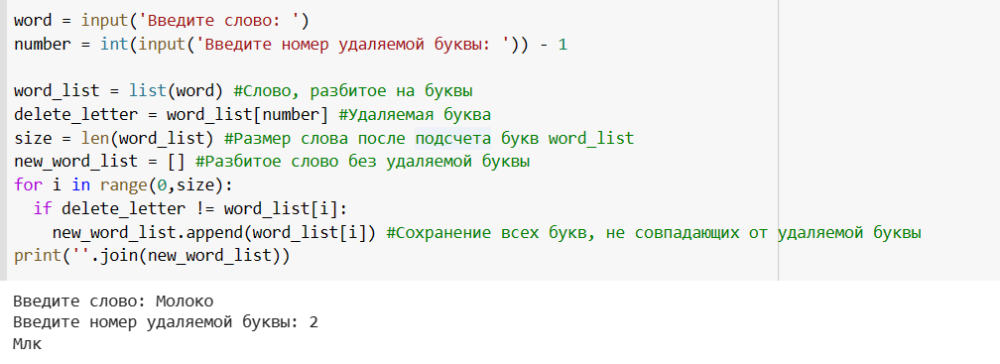 word = input('Введите слово: ')
number = int(input('Введите номер удаляемой буквы: ')) - 1

word_list = list(word) #Слово, разбитое на буквы
delete_letter = word_list[number] #Удаляемая буква
size = len(word_list) #Размер слова после подсчета букв word_list
new_word_list = [] #Разбитое слово без удаляемой буквы
for i in range(0,size):
  if delete_letter != word_list[i]:
    new_word_list.append(word_list[i]) #Сохранение всех букв, не совпадающих от удаляемой буквы
print(''.join(new_word_list))

Введите слово: Молоко
Введите номер удаляемой буквы: 2
Млк